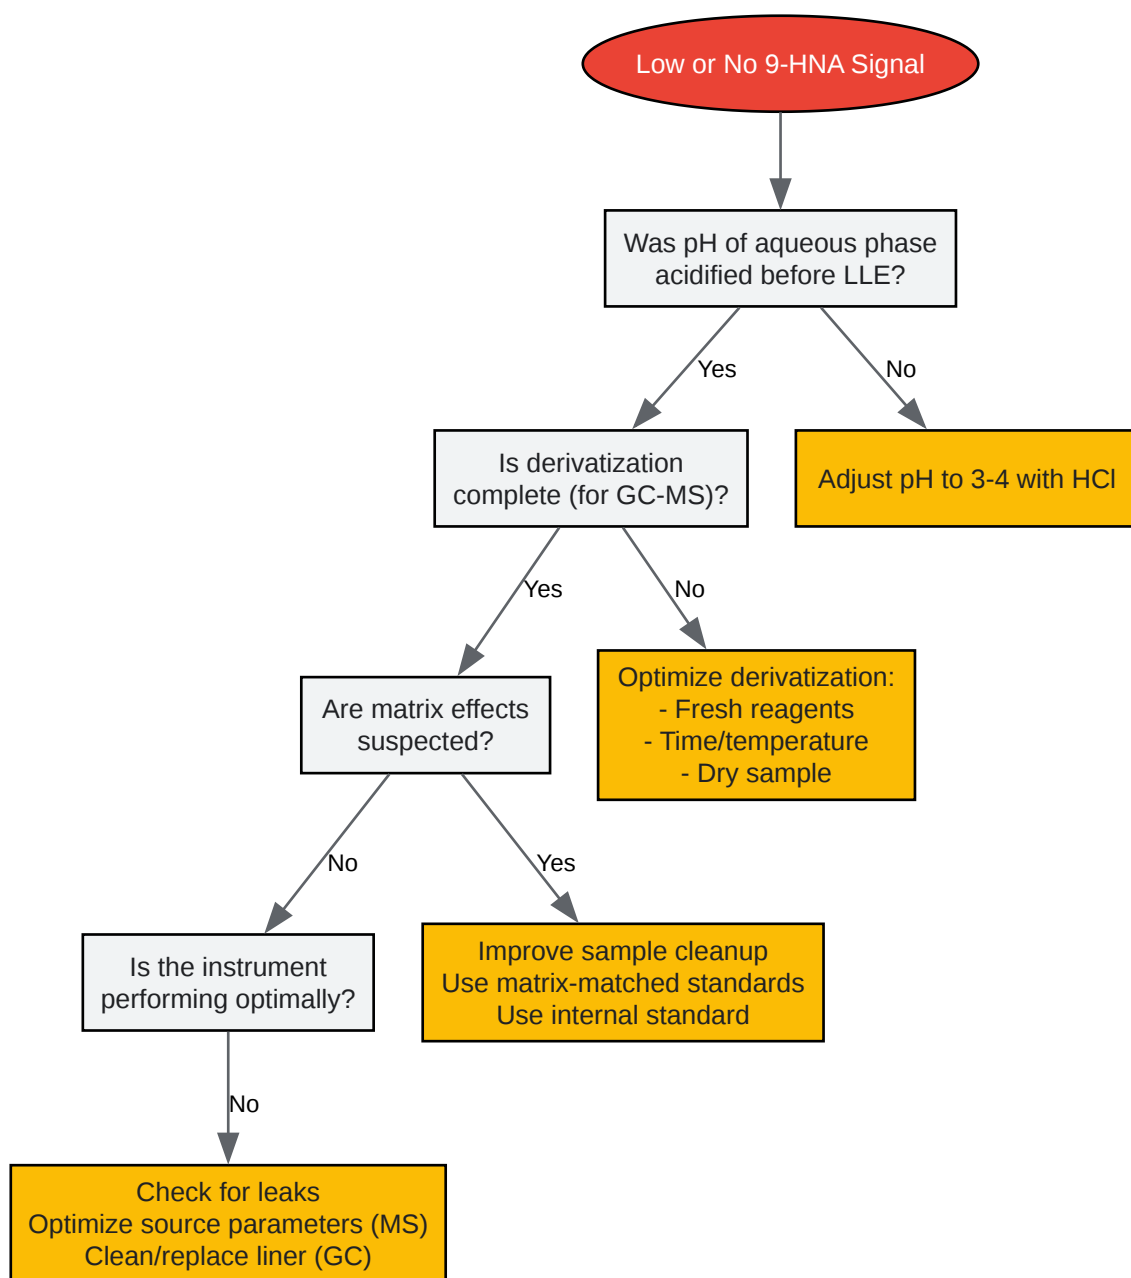 Low or No 9-HNA Signal
Was pH of aqueous phase
acidified before LLE?
Yes
No
Is derivatization
complete (for GC-MS)?
Adjust pH to 3-4 with HCl
Yes
No
Are matrix effects
suspected?
Optimize derivatization:
- Fresh reagents
- Time/temperature
- Dry sample
No
Yes
Is the instrument
performing optimally?
Improve sample cleanup
Use matrix-matched standards
Use internal standard
No
Check for leaks
Optimize source parameters (MS)
Clean/replace liner (GC)